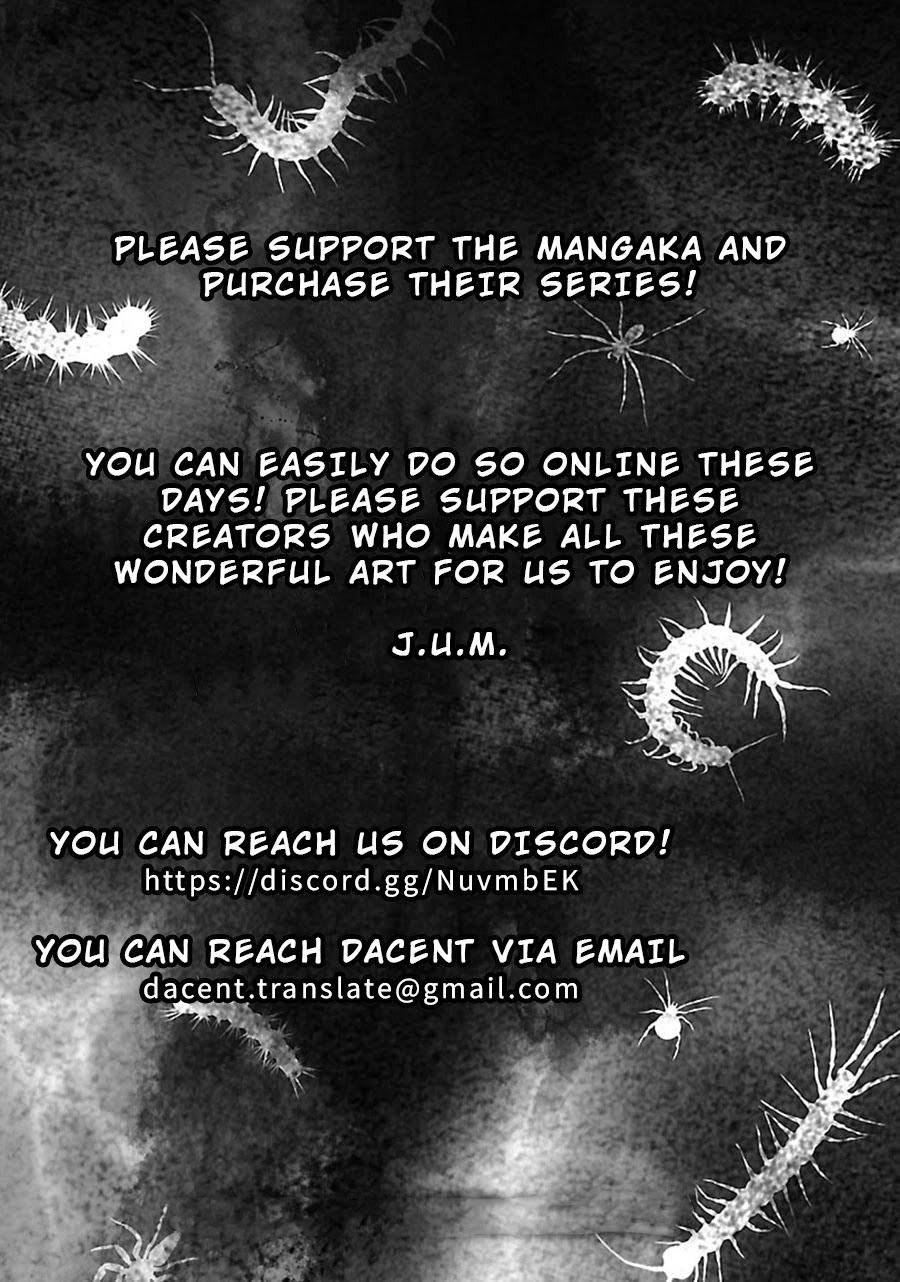 PLEASE SUPPORT THE MANGAKA AND
PURCHASE THEIR SERIES!
YOU CAN EASILY DO SO ONLINE THESE
DAYS! PLEASE SUPPORT THESE
CREATORS WHO MAKE ALL THESE
WONDERFUL ART FOR US TO ENJOY!
J.U.M.
YOU CAN REACH US ON DISCORD!
https://discord.gg/NuvmbEK
YOU CAN REACH DACENT VIA EMAIL
dacent.translate@gmail.com